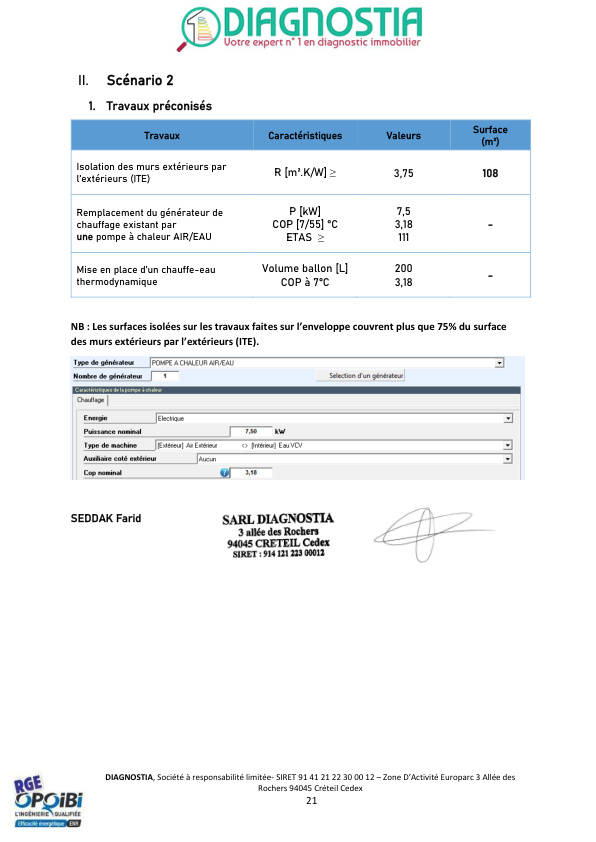 DIAGNOSTIA
Votre expert n°1 en diagnostic immobilier
II. Scénario 2
1. Travaux préconisés
Travaux Caractéristiques Valeurs Surface (m²)
Isolation des murs extérieurs par
l'extérieurs (ITE)
R [m².K/W] ≥ 3,75 108
Remplacement du générateur de
chauffage existant par
une pompe à chaleur AIR/EAU
P [kW] 7,5
COP [7/55] °C 3,18
ETAS ≥ 111
-
Mise en place d'un chauffe-eau
thermodynamique
Volume ballon [L] 200
COP à 7°C 3,18
-
NB : Les surfaces isolées sur les travaux faites sur l'enveloppe couvrent plus que 75% du surface
des murs extérieurs par l'extérieurs (ITE).
Type de générateur POMPE A CHALEUR AIR/EAU
Nombre de générateur 1 Selection d'un générateur
Caractéristiques de la pompe à chaleur
Chauffage
Energie Electrique
Puissance nominal 7,50 kW
Type de machine [Extérieur] Air Extérieur <> [Intérieur] Eau VCV
Auxiliaire coté extérieur Aucun
Cop nominal ? 3,18
SEDDAK Farid
SARL DIAGNOSTIA
3 allée des Rochers
94045 CRETEIL Cedex
SIRET : 914 121 223 00012
RGE
OPQIBI
L'INGÉNIERIE QUALIFIÉE
Efficacité énergétique ENR
DIAGNOSTIA, Société à responsabilité limitée- SIRET 91 41 21 22 30 00 12 – Zone D'Activité Europarc 3 Allée des
Rochers 94045 Créteil Cedex
21